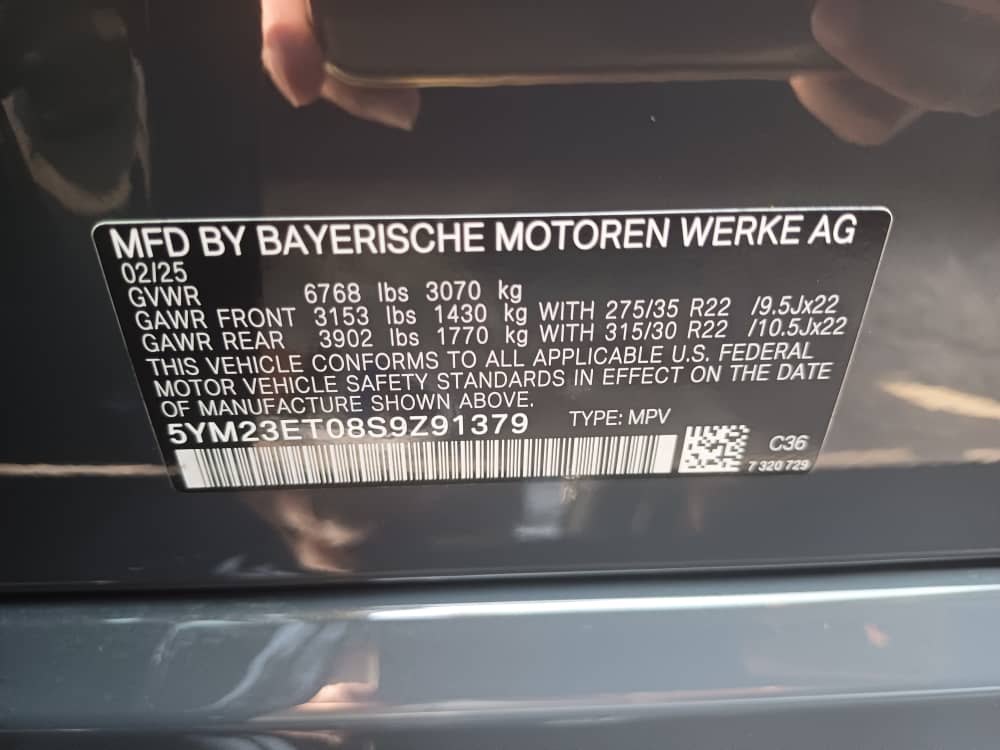 MFD BY BAYERISCHE MOTOREN WERKE AG
02/25
GVWR 6768 lbs 3070 kg
GAWR FRONT 3153 lbs 1430 kg WITH 275/35 R22 /9.5Jx22
GAWR REAR 3902 lbs 1770 kg WITH 315/30 R22 /10.5Jx22
THIS VEHICLE CONFORMS TO ALL APPLICABLE U.S. FEDERAL
MOTOR VEHICLE SAFETY STANDARDS IN EFFECT ON THE DATE
OF MANUFACTURE SHOWN ABOVE.
5YM23ET08S9Z91379 TYPE: MPV
C36
7 320 729